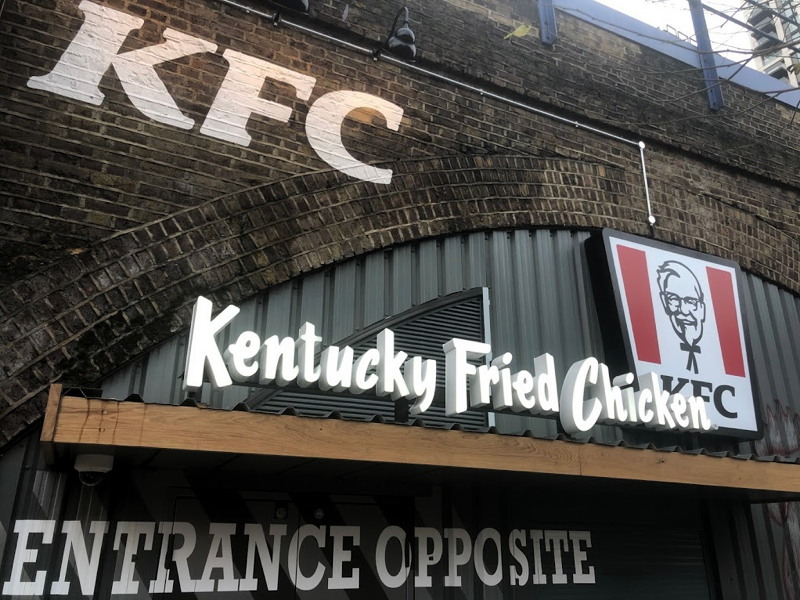 KFC
Kentucky Fried Chicken
KFC
ENTRANCE OPPOSITE